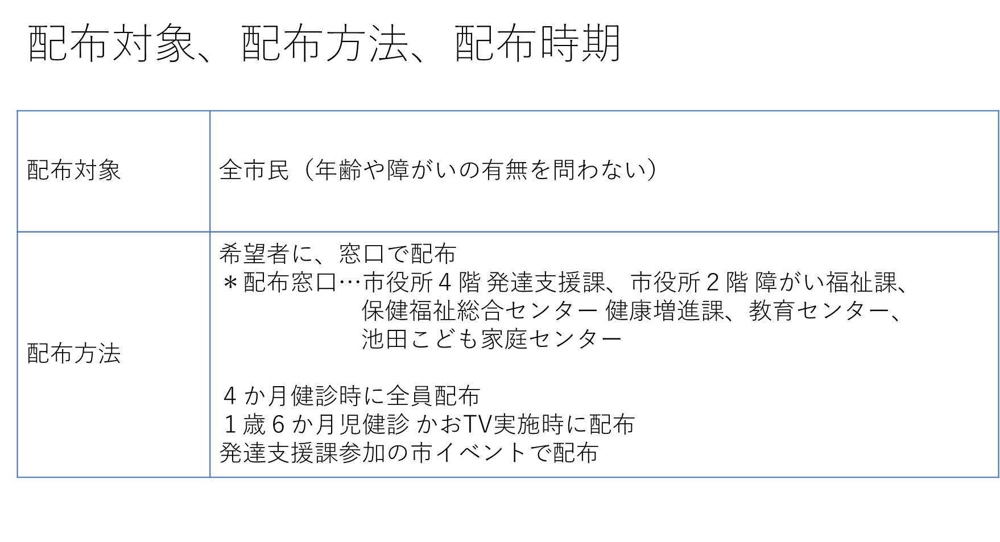 配布対象、配布方法、配布時期
配布対象
全市民（年齢や障がいの有無を問わない）
配布方法
希望者に、窓口で配布
＊配布窓口…市役所４階 発達支援課、市役所２階 障がい福祉課、
保健福祉総合センター 健康増進課、教育センター、
池田こども家庭センター
４か月健診時に全員配布
１歳６か月児健診 かおTV実施時に配布
発達支援課参加の市イベントで配布